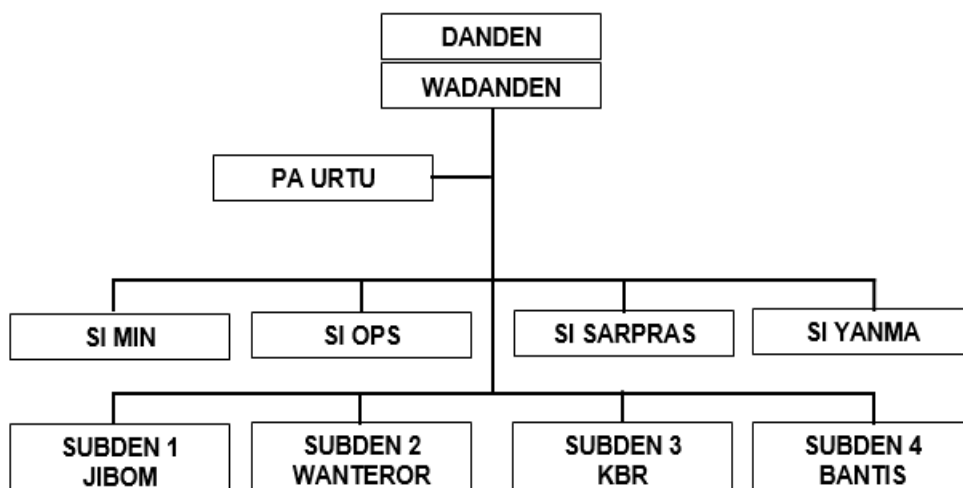 DANDEN
WADANDEN
PA URTU
SI MIN
SI OPS
SI SARPRAS
SI YANMA
SUBDEN 1
JIBOM
SUBDEN 2
WANTEROR
SUBDEN 3
KBR
SUBDEN 4
BANTIS